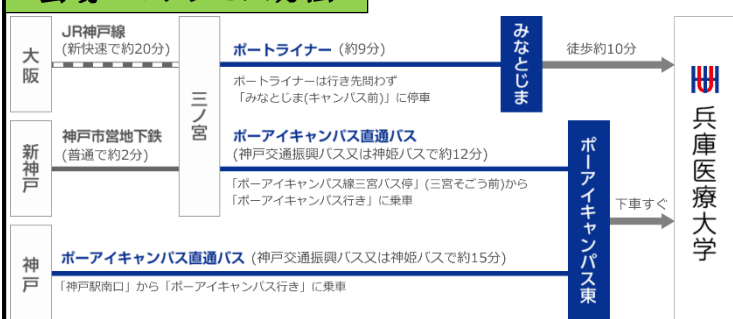 大阪
JR神戸線
(新快速で約20分)
三ノ宮
ポートライナー (約9分)
ポートライナーは行き先問わず
「みなとじま(キャンパス前)」に停車
みなとじま
徒歩約10分
新神戸
神戸市営地下鉄
(普通で約2分)
ポーアイキャンパス直通バス
(神戸交通振興バス又は神姫バスで約12分)
「ポーアイキャンパス線三宮バス停」(三宮そごう前)から
「ポーアイキャンパス行き」に乗車
ポーアイキャンパス東
下車すぐ
神戸
ポーアイキャンパス直通バス (神戸交通振興バス又は神姫バスで約15分)
「神戸駅南口」から「ポーアイキャンパス行き」に乗車
兵庫医療大学